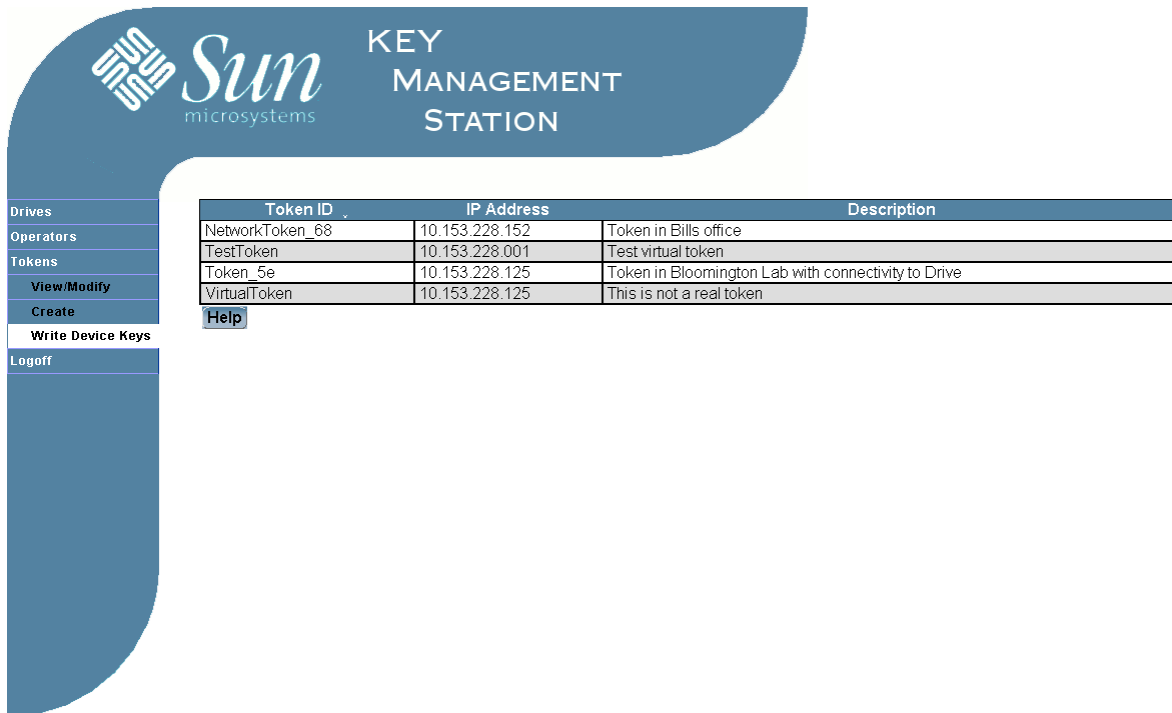 Sun
microsystems
KEY
MANAGEMENT
STATION
Drives
Operators
Tokens
View/Modify
Create
Write Device Keys
Logoff
Token ID IP Address Description
NetworkToken_68 10.153.228.152 Token in Bills office
TestToken 10.153.228.001 Test virtual token
Token_5e 10.153.228.125 Token in Bloomington Lab with connectivity to Drive
VirtualToken 10.153.228.125 This is not a real token
Help